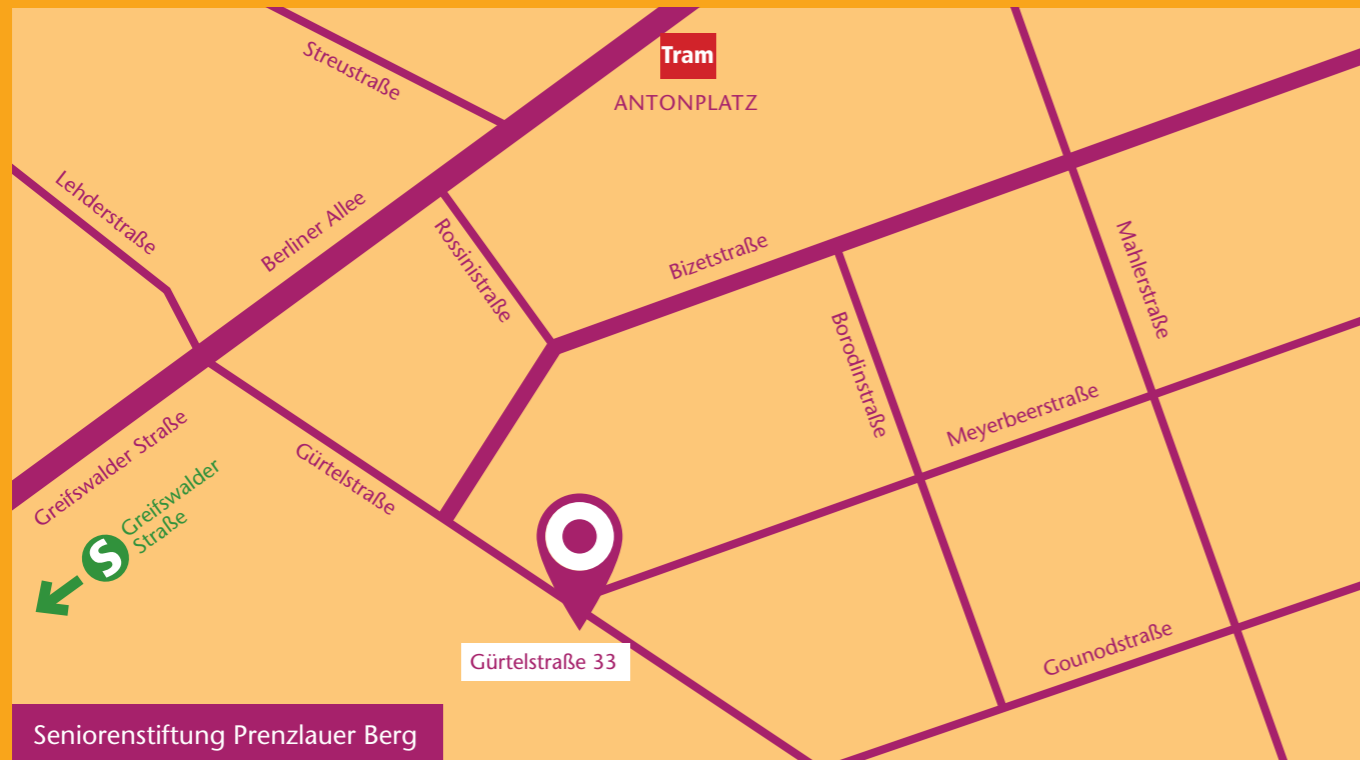 Streustraße
Tram
ANTONPLATZ
Lehderstraße
Berliner Allee
Rossinistraße
Bizetstraße
Mahlerstraße
Borodinstraße
Meyerbeerstraße
Greifswalder Straße
Gürtelstraße
S
Greifswalder
Straße
Gürtelstraße 33
Gounodstraße
Seniorenstiftung Prenzlauer Berg